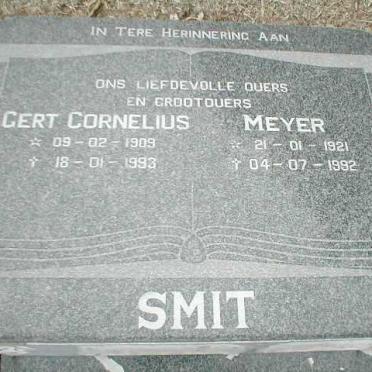 IN TERE HERINNERING AAN
ONS LIEFDEVOLLE OUERS
EN GROOTOUERS
GERT CORNELIUS MEYER
☆ 09-02-1909 ☆ 21-01-1921
✝ 18-01-1993 ✝ 04-07-1992
SMIT